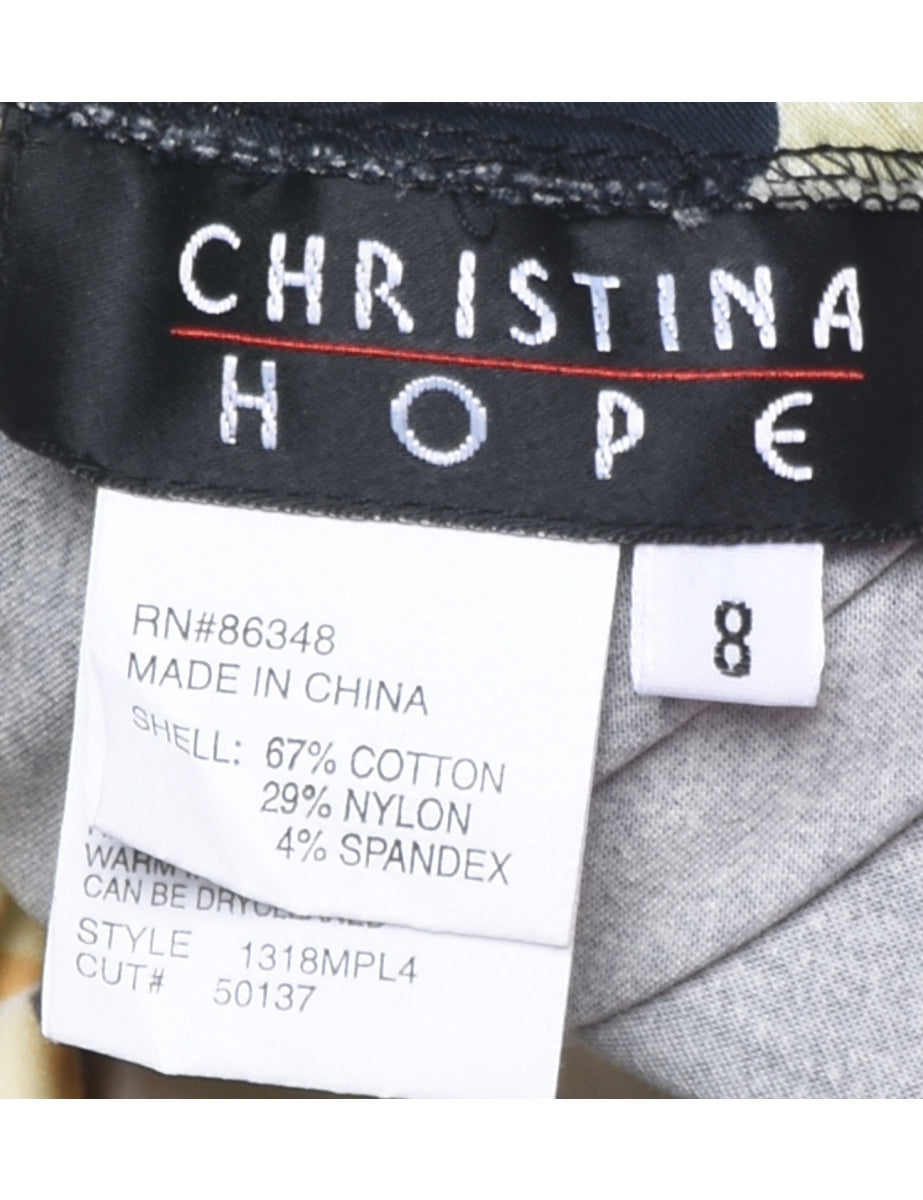 CHRISTINA
HOPE
8
RN#86348
MADE IN CHINA
SHELL: 67% COTTON
29% NYLON
4% SPANDEX
WARM
CAN BE DRYCLEANED
STYLE 1318MPL4
CUT# 50137